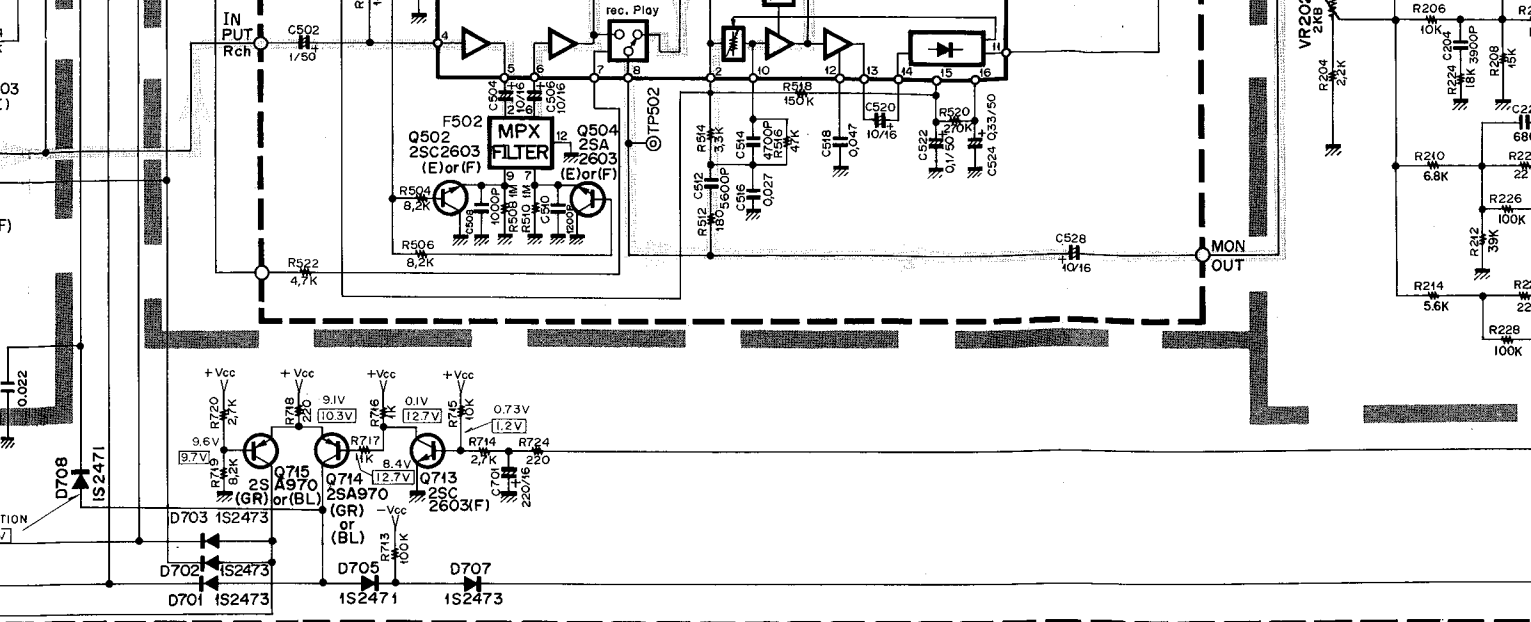 IN
PUT
Rch
C502
1/50
+
4
rec. Play
5
6
7
8
2
10
12
13
14
15
16
11
C504
10/16
+
C506
10/16
+
2
6
F502
MPX
FILTER
12
9
7
Q502
2SC2603
(E)or(F)
Q504
2SA
2603
(E)or(F)
TP502
R504
8,2K
C508
1000P
R508 1M
R510 1M
C510
1200P
R506
8,2K
R522
4,7K
R518
150K
R514
3,3K
C514
4700P
R516
47K
C512
5600P
C516
0,027
R512
180
C518
0,047
C520
10/16
+
C522
0,1/50
+
R520
270K
C524 0,33/50
+
C528
10/16
+
MON
OUT
VR202
2KB
R204
2,2K
R206
10K
C204
3900P
R224
18K
R208
15K
R210
6.8K
R226
100K
R212
39K
R214
5.6K
R228
100K
03
F)
0.022
D708
1S2471
TION
+Vcc
+Vcc
+Vcc
+Vcc
R720
2,7K
R718
220
9.1V
10.3V
R716
1K
0.1V
12.7V
R715
10K
0.73V
1.2V
9.6V
9.7V
R719
8,2K
R717
1K
8.4V
12.7V
R714
2,7K
R724
220
C701
220/16
+
Q715
2SA970
(GR)or(BL)
Q714
2SA970
(GR)
or
(BL)
Q713
2SC
2603(F)
-Vcc
R713
100K
D703 1S2473
D702 1S2473
D701 1S2473
D705
1S2471
D707
1S2473